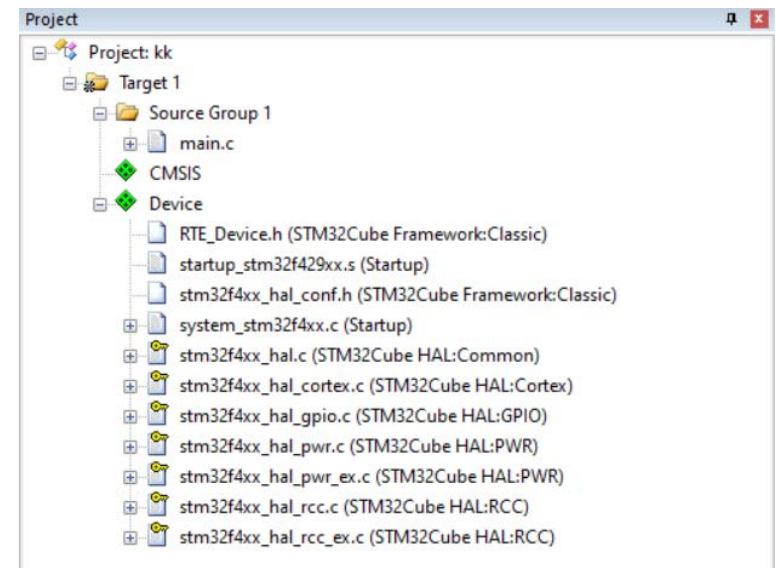 Project
Project: kk
Target 1
Source Group 1
main.c
CMSIS
Device
RTE_Device.h (STM32Cube Framework:Classic)
startup_stm32f429xx.s (Startup)
stm32f4xx_hal_conf.h (STM32Cube Framework:Classic)
system_stm32f4xx.c (Startup)
stm32f4xx_hal.c (STM32Cube HAL:Common)
stm32f4xx_hal_cortex.c (STM32Cube HAL:Cortex)
stm32f4xx_hal_gpio.c (STM32Cube HAL:GPIO)
stm32f4xx_hal_pwr.c (STM32Cube HAL:PWR)
stm32f4xx_hal_pwr_ex.c (STM32Cube HAL:PWR)
stm32f4xx_hal_rcc.c (STM32Cube HAL:RCC)
stm32f4xx_hal_rcc_ex.c (STM32Cube HAL:RCC)